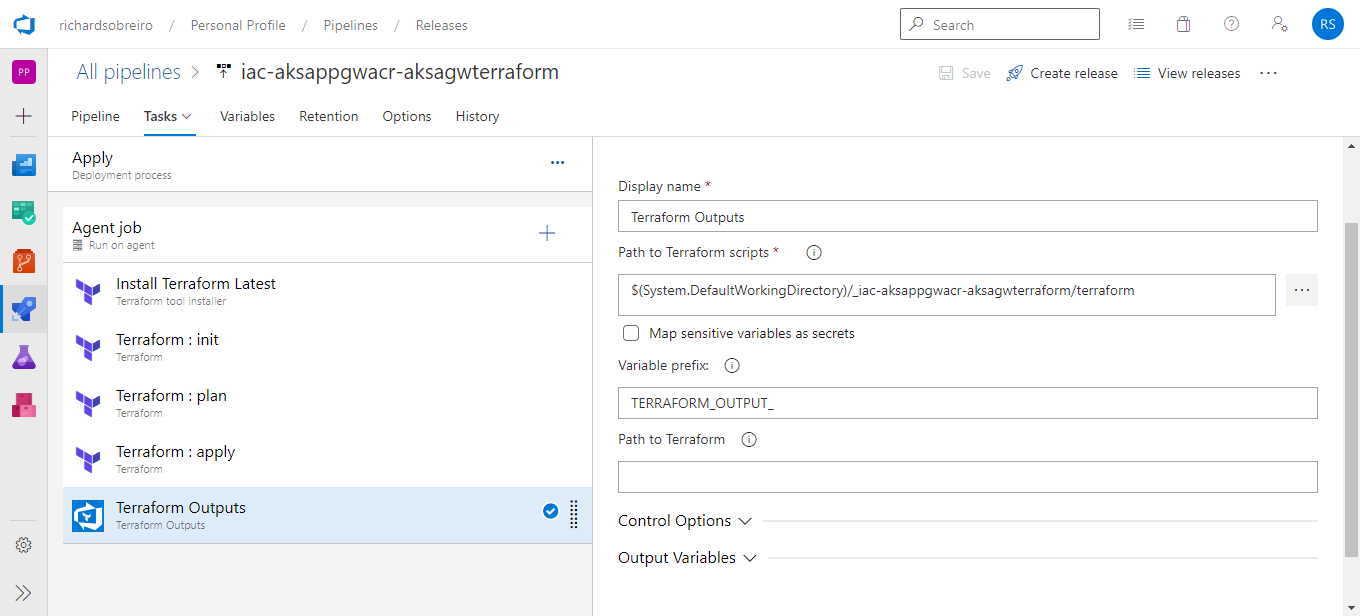 richardsobreiro / Personal Profile / Pipelines / Releases
Search
RS
PP
All pipelines > iac-aksappgwacr-aksagwterraform
Save
Create release
View releases
...
Pipeline
Tasks
Variables
Retention
Options
History
Apply
...
Deployment process
Agent job
Run on agent
Install Terraform Latest
Terraform tool installer
Terraform : init
Terraform
Terraform : plan
Terraform
Terraform : apply
Terraform
Terraform Outputs
Terraform Outputs
Display name *
Terraform Outputs
Path to Terraform scripts *
$(System.DefaultWorkingDirectory)/_iac-aksappgwacr-aksagwterraform/terraform
...
Map sensitive variables as secrets
Variable prefix:
TERRAFORM_OUTPUT_
Path to Terraform
Control Options
Output Variables